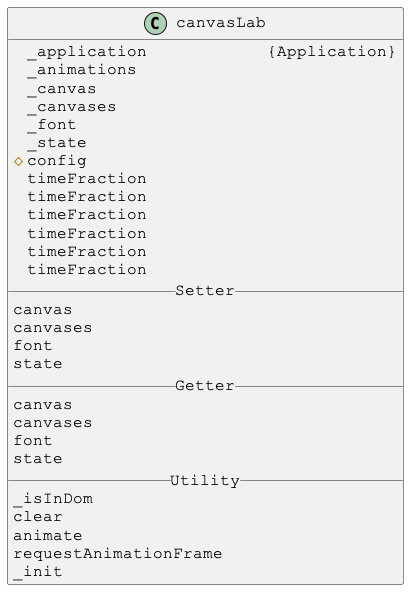 C canvasLab
_application {Application}
_animations
_canvas
_canvases
_font
_state
config
timeFraction
timeFraction
timeFraction
timeFraction
timeFraction
timeFraction
Setter
canvas
canvases
font
state
Getter
canvas
canvases
font
state
Utility
_isInDom
clear
animate
requestAnimationFrame
_init